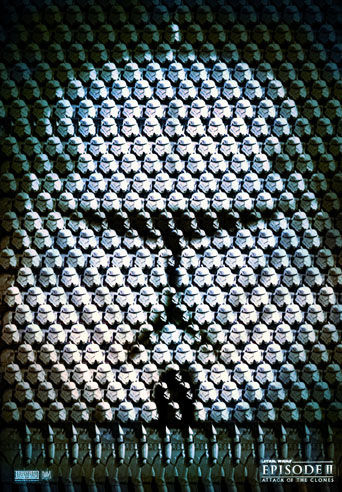 STAR WARS
EPISODE II
ATTACK OF THE CLONES